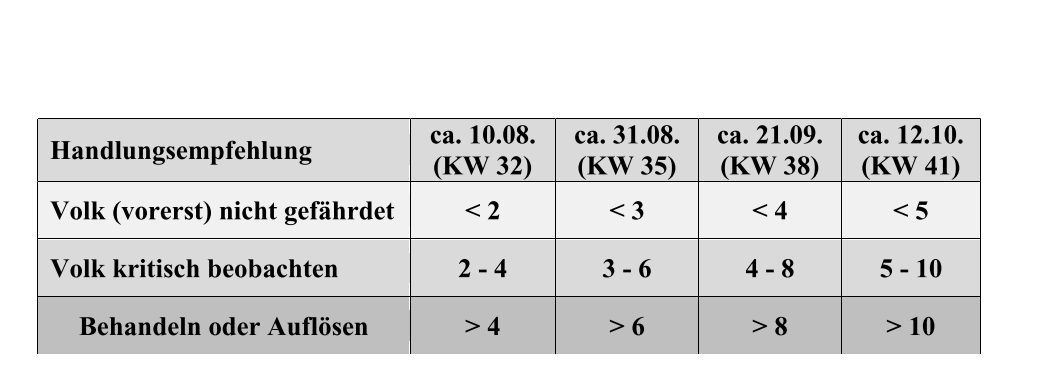 Handlungsempfehlung ca. 10.08. (KW 32) ca. 31.08. (KW 35) ca. 21.09. (KW 38) ca. 12.10. (KW 41)
Volk (vorerst) nicht gefährdet < 2 < 3 < 4 < 5
Volk kritisch beobachten 2 - 4 3 - 6 4 - 8 5 - 10
Behandeln oder Auflösen > 4 > 6 > 8 > 10